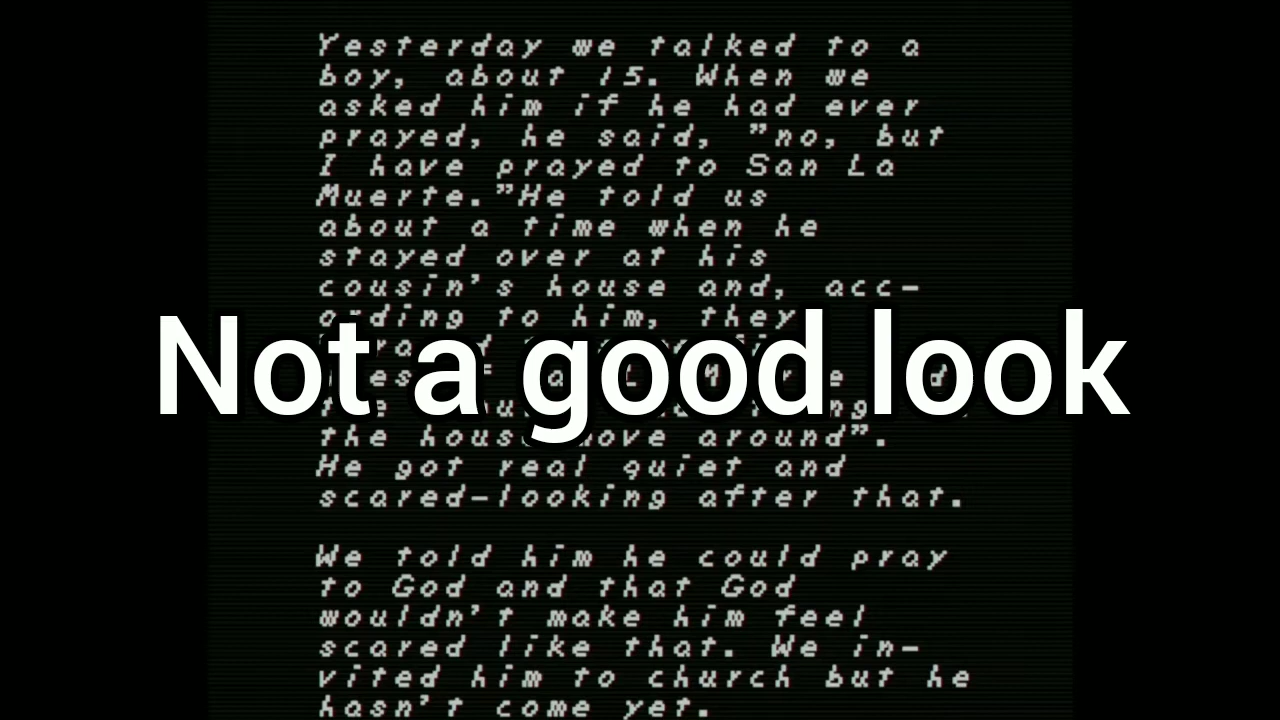 Yesterday we talked to a
boy, about 15. When we
asked him if he had ever
prayed, he said, "no, but
I have prayed to San La
Muerte."He told us
about a time when he
stayed over at his
cousin's house and, acc-
ording to him, they
Not a good look
the house move around".
He got real quiet and
scared-looking after that.
We told him he could pray
to God and that God
wouldn't make him feel
scared like that. We in-
vited him to church but he
hasn't come yet.